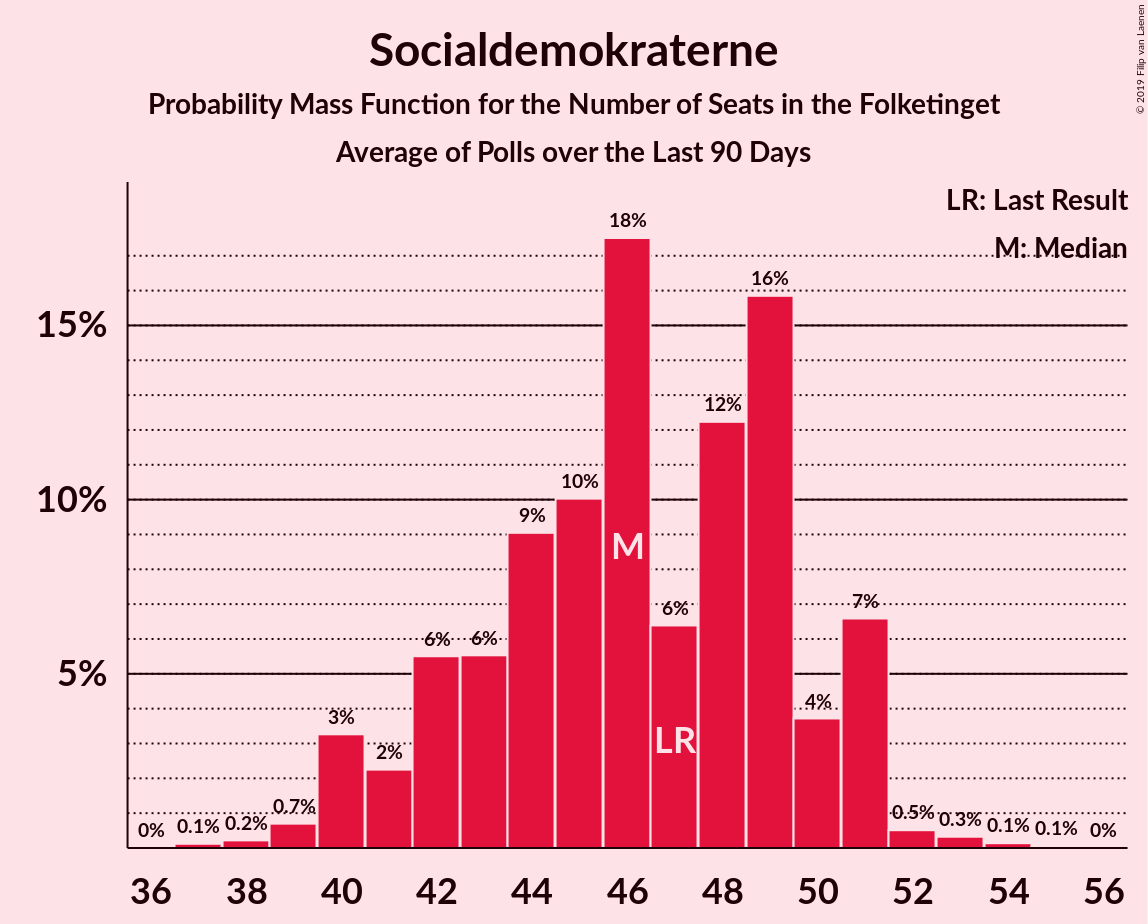 Socialdemokraterne
Probability Mass Function for the Number of Seats in the Folketinget
Average of Polls over the Last 90 Days
© 2019 Filip van Laenen
LR: Last Result
M: Median
15%
10%
5%
0%
0.1%
0.2%
0.7%
3%
2%
6%
6%
9%
10%
18%
6%
12%
16%
4%
7%
0.5%
0.3%
0.1%
0.1%
0%
M
LR
36 38 40 42 44 46 48 50 52 54 56